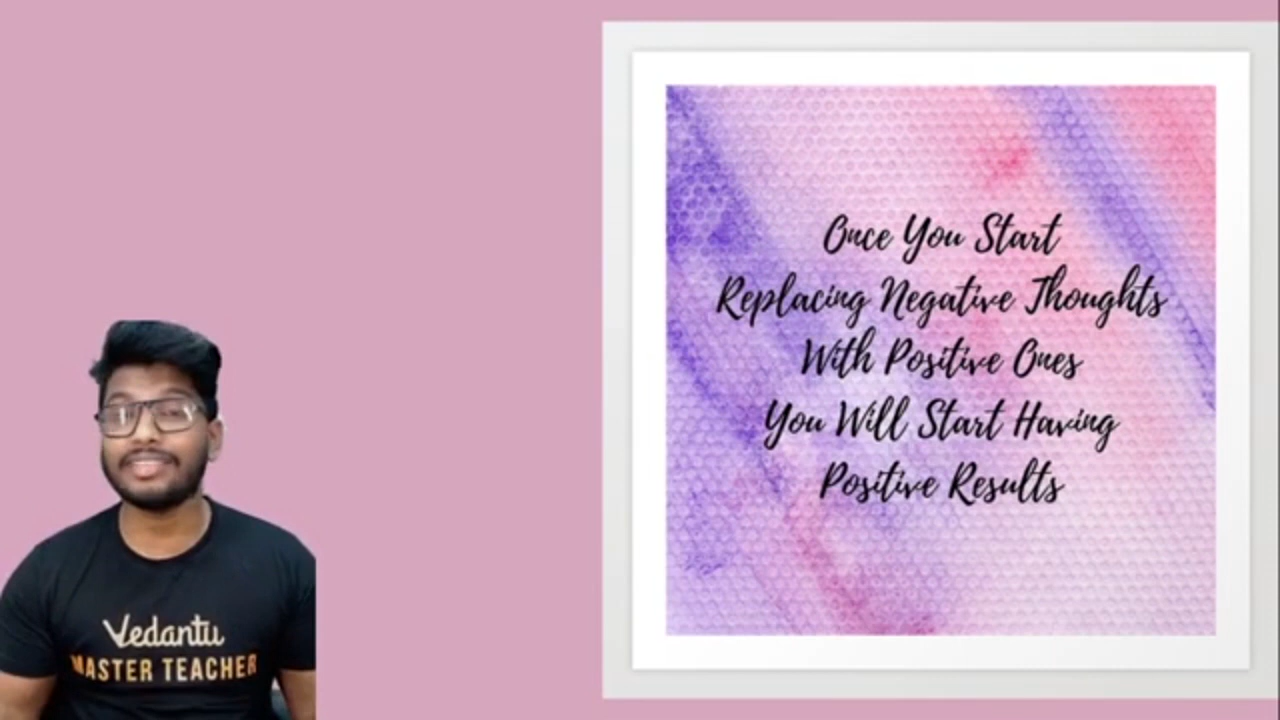 Once You Start
Replacing Negative Thoughts
With Positive Ones
You Will Start Having
Positive Results
Vedantu
MASTER TEACHER